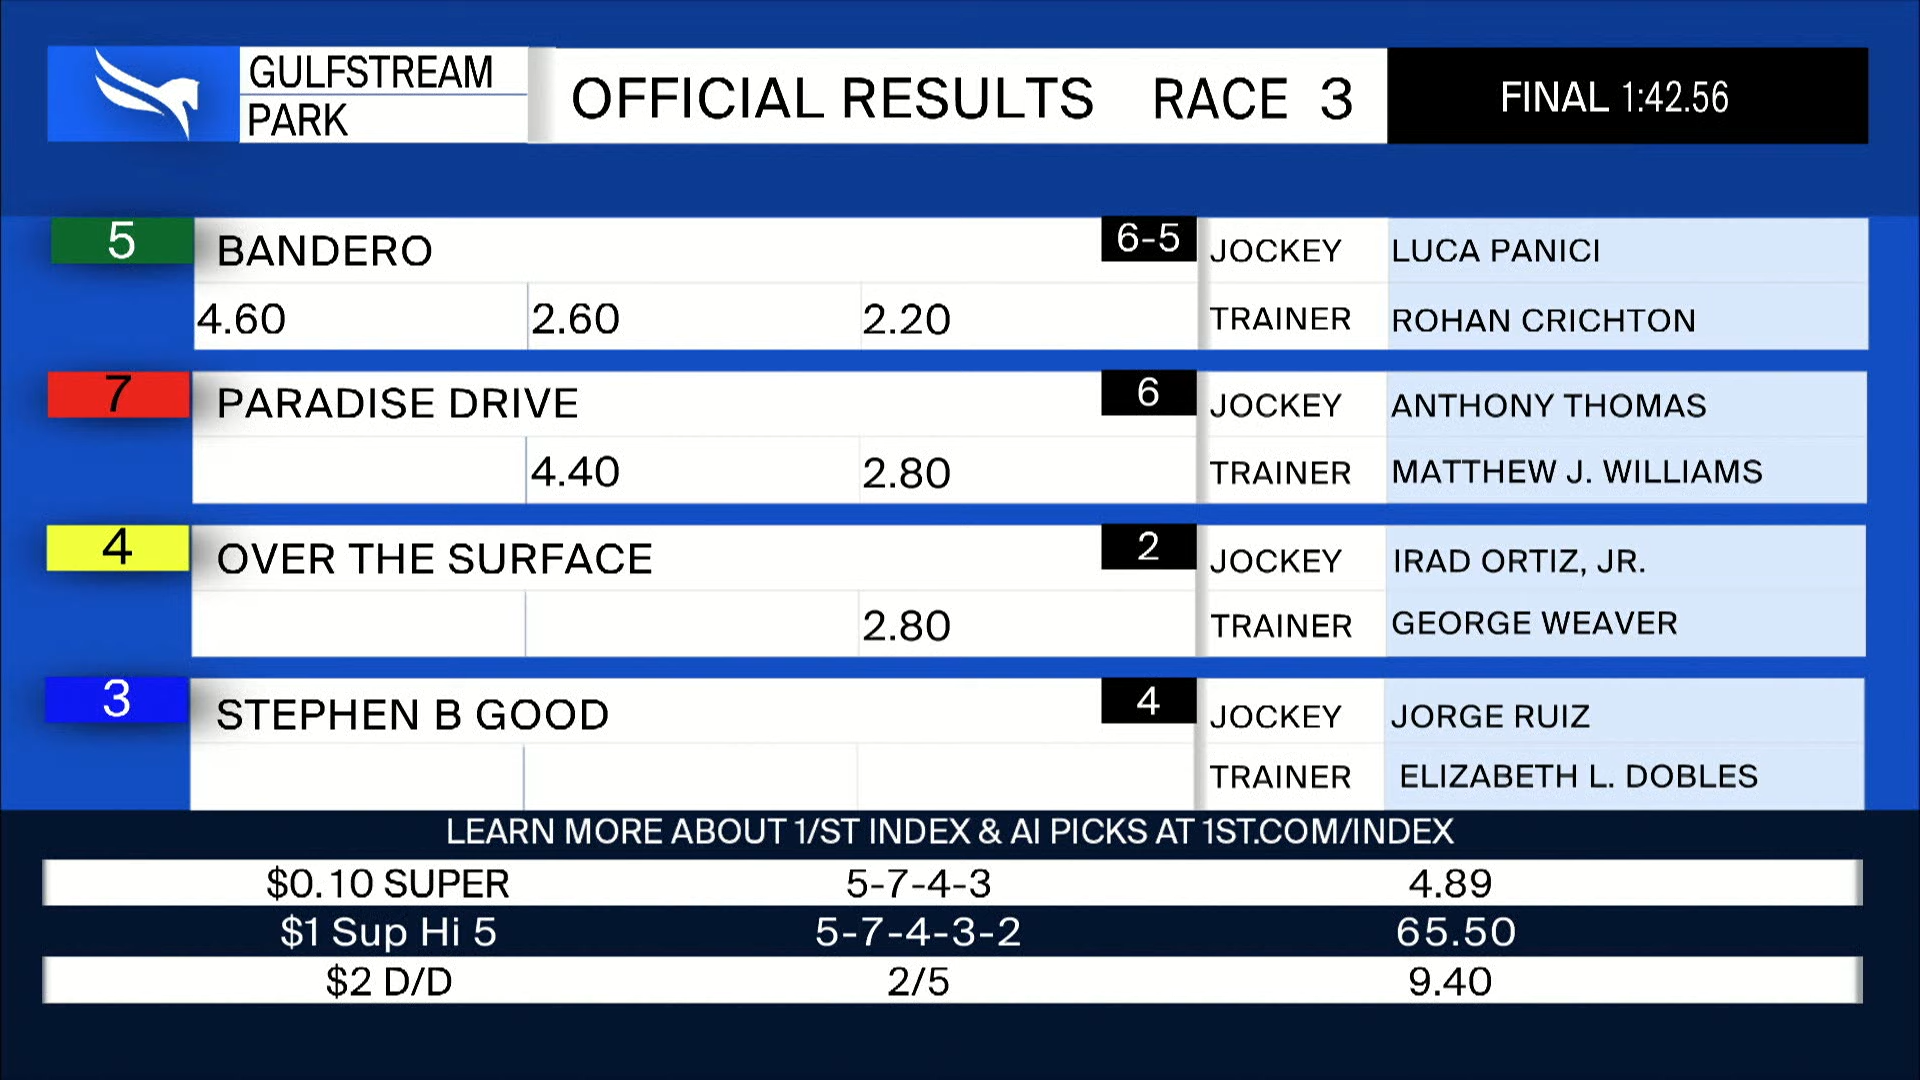 GULFSTREAM
PARK
OFFICIAL RESULTS RACE 3
FINAL 1:42.56
5 BANDERO 6-5 JOCKEY LUCA PANICI
4.60 2.60 2.20 TRAINER ROHAN CRICHTON
7 PARADISE DRIVE 6 JOCKEY ANTHONY THOMAS
4.40 2.80 TRAINER MATTHEW J. WILLIAMS
4 OVER THE SURFACE 2 JOCKEY IRAD ORTIZ, JR.
2.80 TRAINER GEORGE WEAVER
3 STEPHEN B GOOD 4 JOCKEY JORGE RUIZ
TRAINER ELIZABETH L. DOBLES
LEARN MORE ABOUT 1/ST INDEX & AI PICKS AT 1ST.COM/INDEX
$0.10 SUPER 5-7-4-3 4.89
$1 Sup Hi 5 5-7-4-3-2 65.50
$2 D/D 2/5 9.40